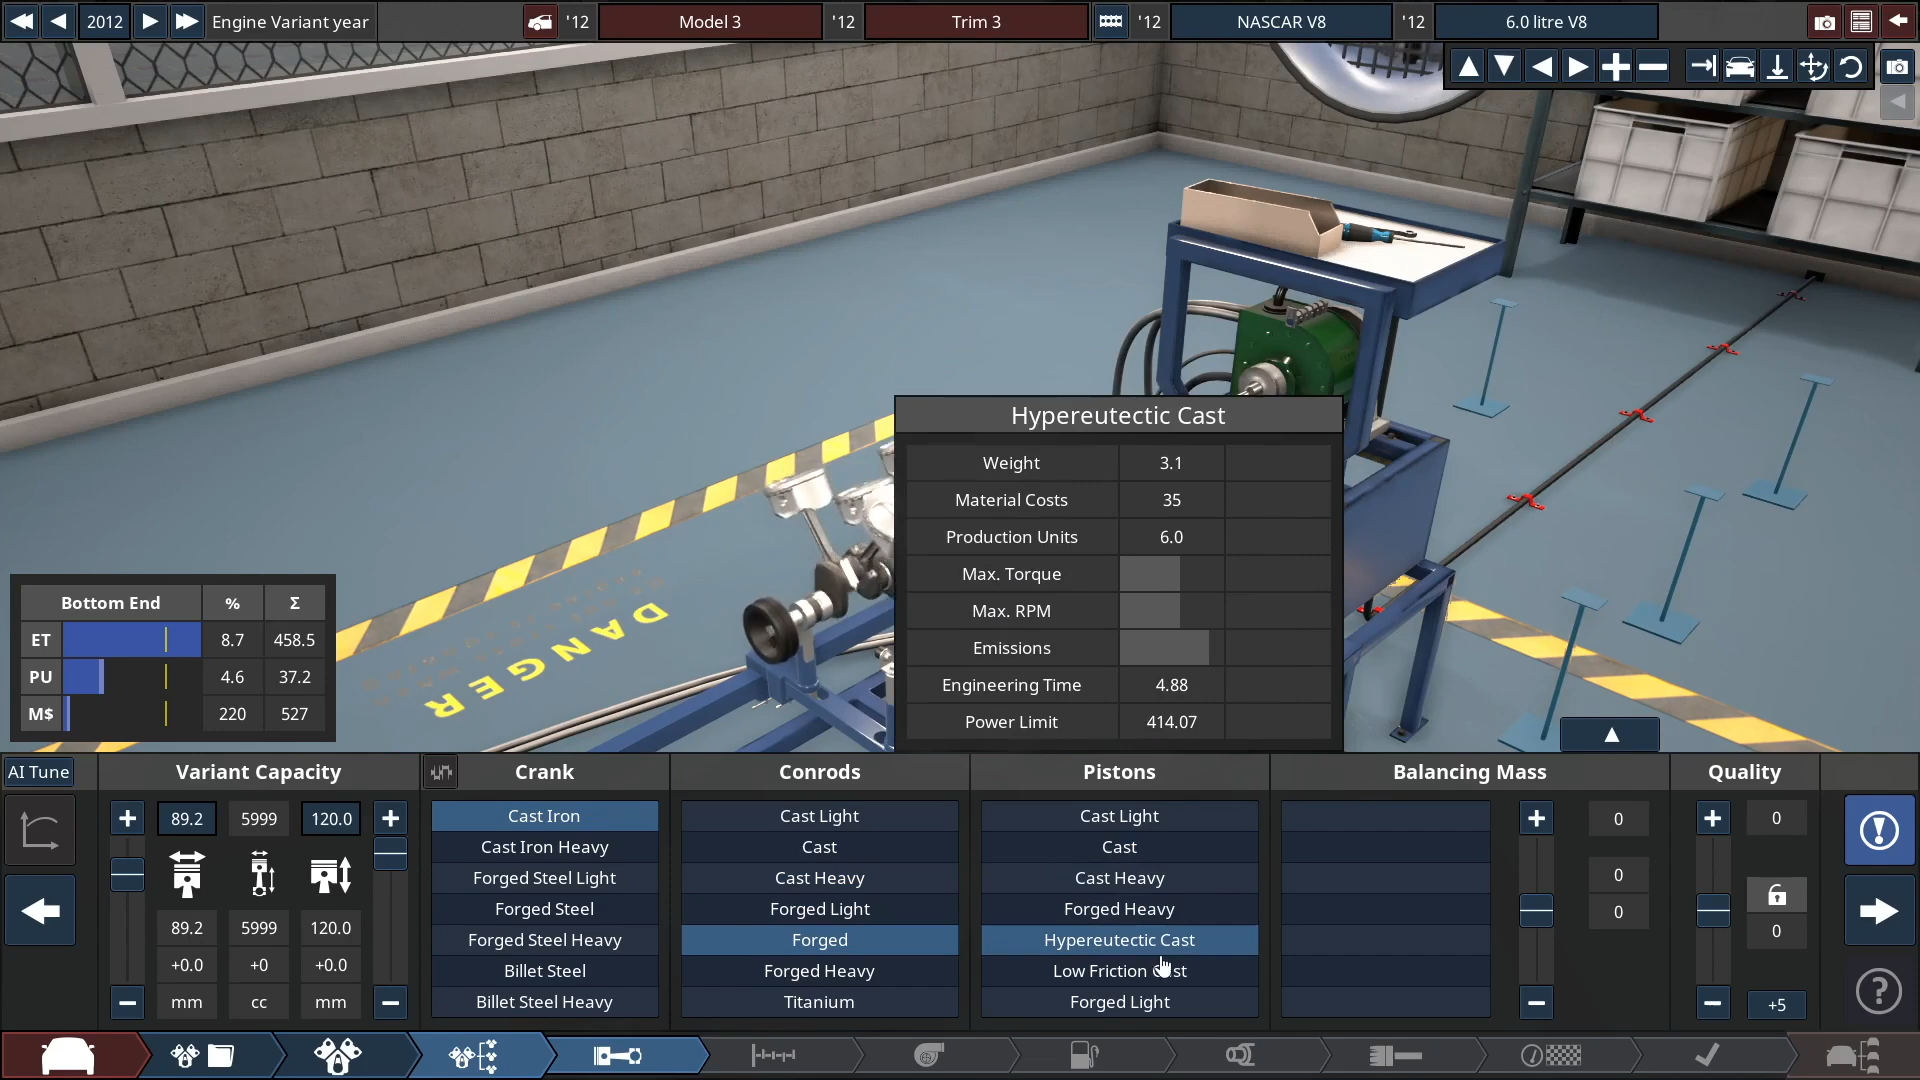 2012 Engine Variant year '12 Model 3 '12 Trim 3 '12 NASCAR V8 '12 6.0 litre V8
Hypereutectic Cast
Weight 3.1
Material Costs 35
Production Units 6.0
Max. Torque
Max. RPM
Emissions
Engineering Time 4.88
Power Limit 414.07
DANGER
Bottom End % Σ
ET 8.7 458.5
PU 4.6 37.2
M$ 220 527
AI Tune Variant Capacity Crank Conrods Pistons Balancing Mass Quality
89.2 5999 120.0
89.2 5999 120.0
+0.0 +0 +0.0
mm cc mm
Cast Iron
Cast Iron Heavy
Forged Steel Light
Forged Steel
Forged Steel Heavy
Billet Steel
Billet Steel Heavy
Cast Light
Cast
Cast Heavy
Forged Light
Forged
Forged Heavy
Titanium
Cast Light
Cast
Cast Heavy
Forged Heavy
Hypereutectic Cast
Low Friction Cast
Forged Light
0
0
0
0
0
+5